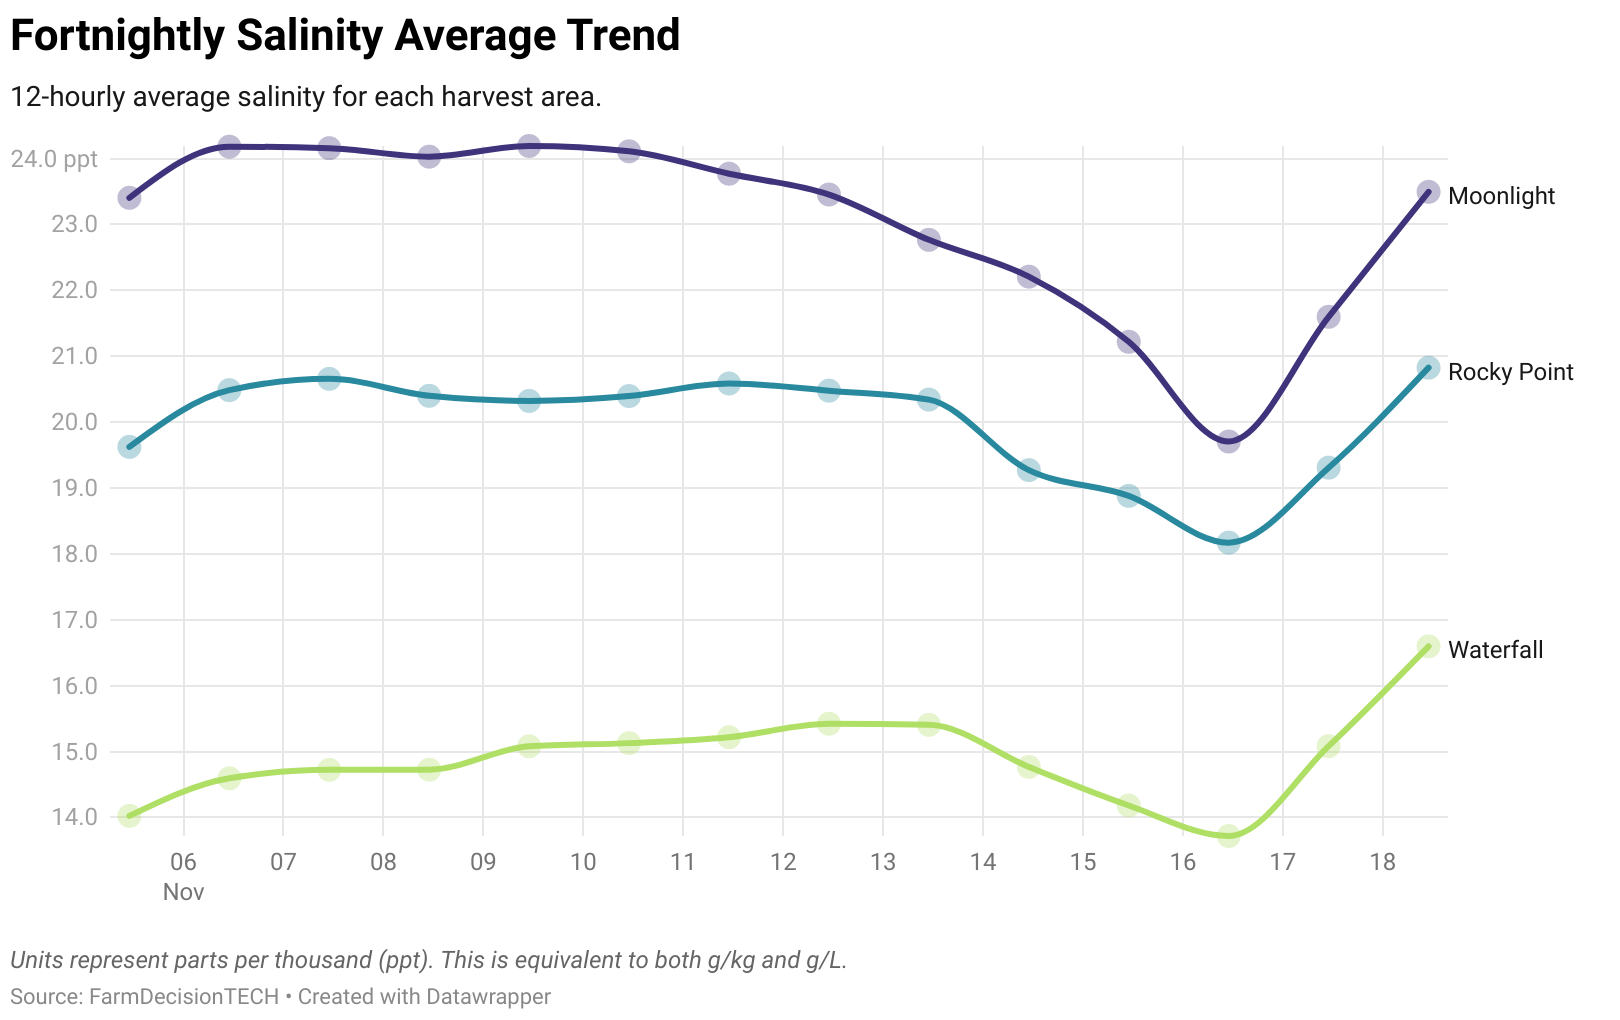 Fortnightly Salinity Average Trend
12-hourly average salinity for each harvest area.
24.0 ppt
23.0
22.0
21.0
20.0
19.0
18.0
17.0
16.0
15.0
14.0
Moonlight
Rocky Point
Waterfall
06 07 08 09 10 11 12 13 14 15 16 17 18
Nov
Units represent parts per thousand (ppt). This is equivalent to both g/kg and g/L.
Source: FarmDecisionTECH • Created with Datawrapper